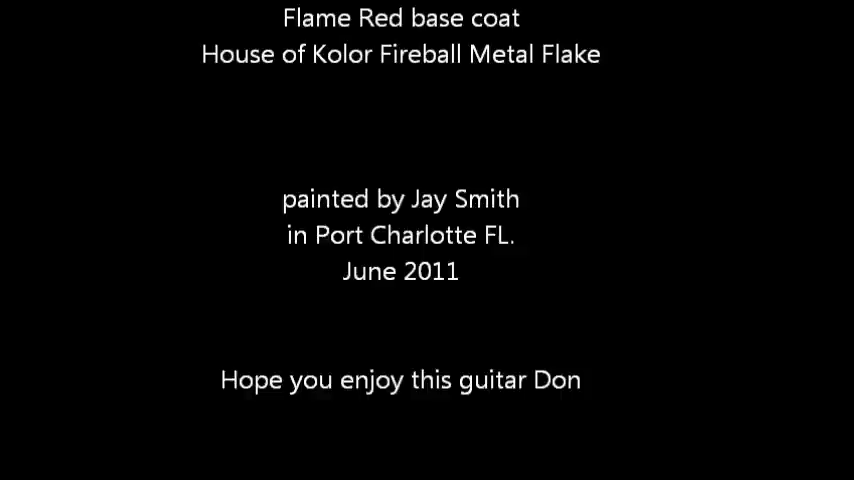 Flame Red base coat
House of Kolor Fireball Metal Flake
painted by Jay Smith
in Port Charlotte FL.
June 2011
Hope you enjoy this guitar Don